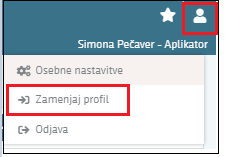 Simona Pečaver - Aplikator
Osebne nastavitve
Zamenjaj profil
Odjava